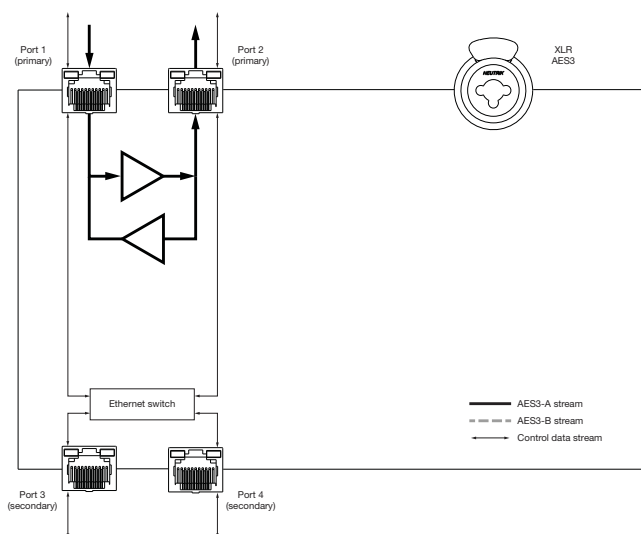 Port 1
(primary)
Port 2
(primary)
XLR
AES3
NEUTRIK
Ethernet switch
AES3-A stream
AES3-B stream
Control data stream
Port 3
(secondary)
Port 4
(secondary)